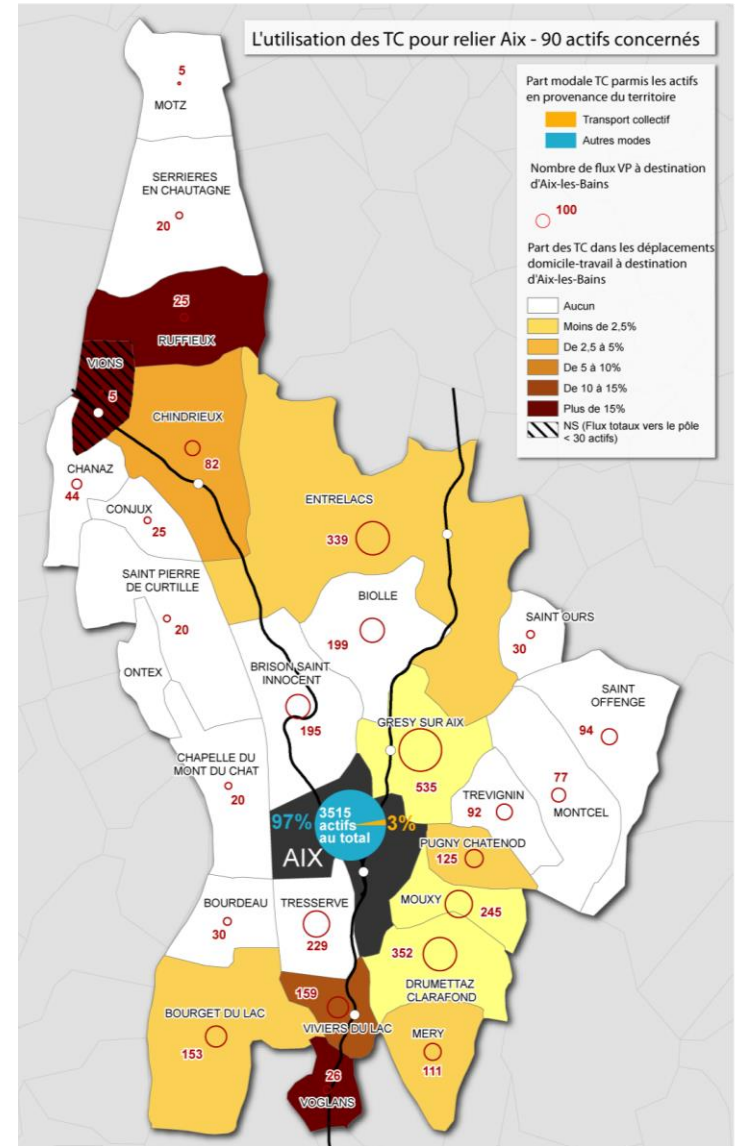 L'utilisation des TC pour relier Aix - 90 actifs concernés
Part modale TC parmis les actifs
en provenance du territoire
Transport collectif
Autres modes
Nombre de flux VP à destination
d'Aix-les-Bains
100
Part des TC dans les déplacements
domicile-travail à destination
d'Aix-les-Bains
Aucun
Moins de 2,5%
De 2,5 à 5%
De 5 à 10%
De 10 à 15%
Plus de 15%
NS (Flux totaux vers le pôle
< 30 actifs)
5
MOTZ
SERRIERES
EN CHAUTAGNE
20
25
RUFFIEUX
VIONS
5
CHINDRIEUX
82
CHANAZ
44
CONJUX
25
ENTRELACS
339
SAINT PIERRE
DE CURTILLE
20
BIOLLE
199
SAINT OURS
30
ONTEX
BRISON SAINT
INNOCENT
195
SAINT
OFFENGE
94
GRESY SUR AIX
535
CHAPELLE DU
MONT DU CHAT
20
77
MONTCEL
TREVIGNIN
92
97%
3515
actifs
au total
3%
AIX
PUGNY CHATENOD
125
BOURDEAU
30
TRESSERVE
229
MOUXY
245
352
DRUMETTAZ
CLARAFOND
159
VIVIERS DU LAC
BOURGET DU LAC
153
MERY
111
26
VOGLANS